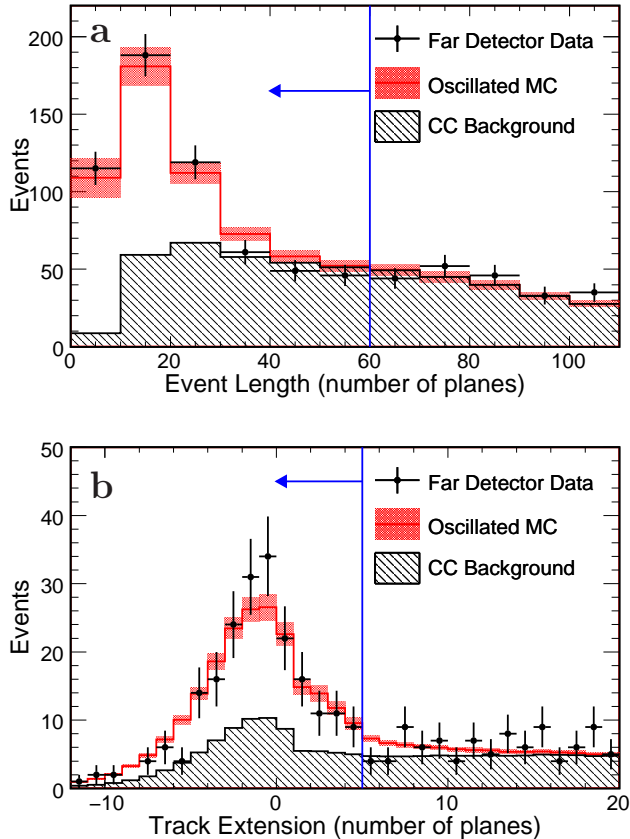 a
200
150
100
50
0
Events
Far Detector Data
Oscillated MC
CC Background
0 20 40 60 80 100
Event Length (number of planes)
b
50
40
30
20
10
0
Events
Far Detector Data
Oscillated MC
CC Background
−10 0 10 20
Track Extension (number of planes)